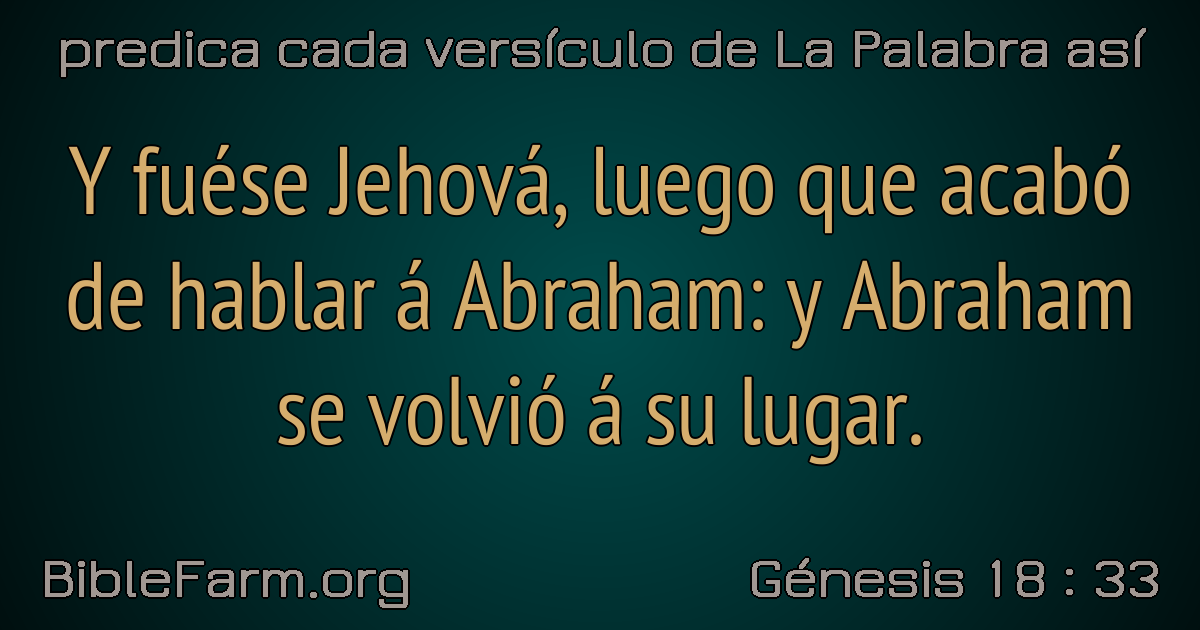 predica cada versículo de La Palabra así
Y fuése Jehová, luego que acabó
de hablar á Abraham: y Abraham
se volvió á su lugar.
BibleFarm.org
Génesis 18 : 33